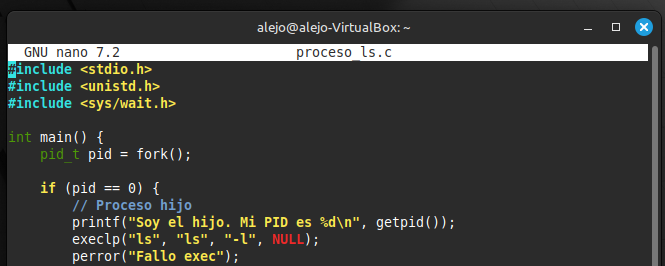 alejo@alejo-VirtualBox: ~
GNU nano 7.2 proceso_ls.c
#include <stdio.h>
#include <unistd.h>
#include <sys/wait.h>
int main() {
    pid_t pid = fork();
    if (pid == 0) {
        // Proceso hijo
        printf("Soy el hijo. Mi PID es %d\n", getpid());
        execlp("ls", "ls", "-l", NULL);
        perror("Fallo exec");